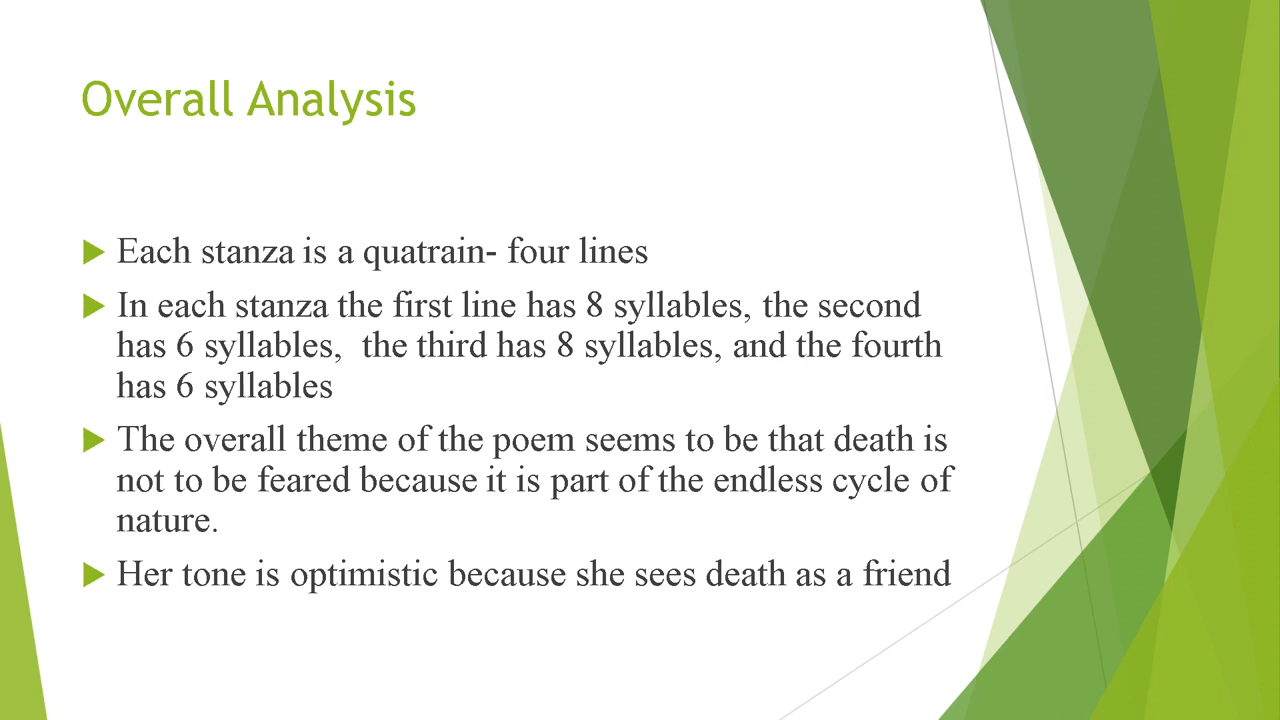 Overall Analysis
Each stanza is a quatrain- four lines
In each stanza the first line has 8 syllables, the second
has 6 syllables,  the third has 8 syllables, and the fourth
has 6 syllables
The overall theme of the poem seems to be that death is
not to be feared because it is part of the endless cycle of
nature.
Her tone is optimistic because she sees death as a friend